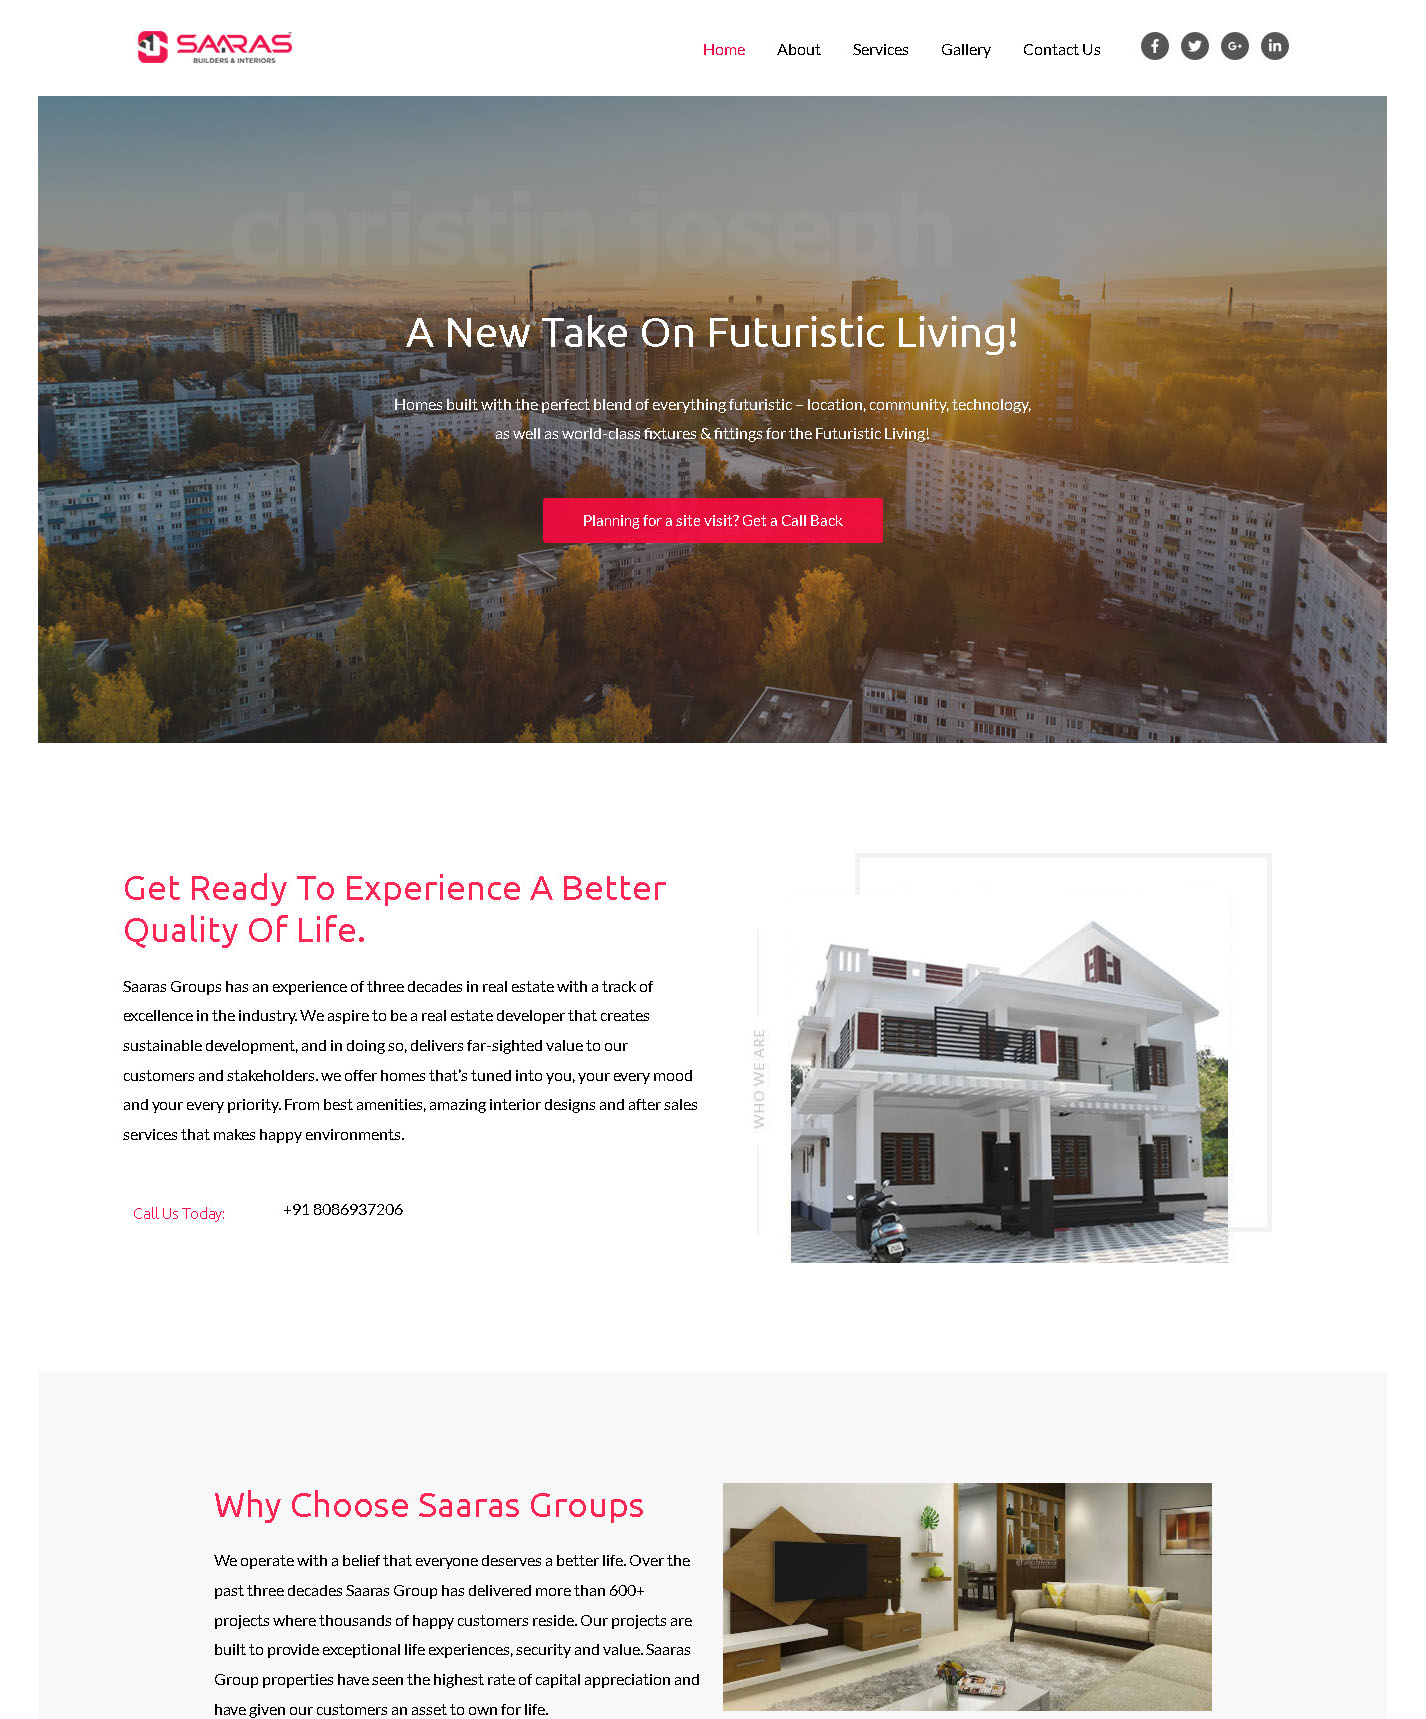 SAARAS
BUILDERS & INTERIORS
Home About Services Gallery Contact Us
christin joseph
A New Take On Futuristic Living!
Homes built with the perfect blend of everything futuristic – location, community, technology,
as well as world-class fixtures & fittings for the Futuristic Living!
Planning for a site visit? Get a Call Back
Get Ready To Experience A Better
Quality Of Life.
Saaras Groups has an experience of three decades in real estate with a track of
excellence in the industry. We aspire to be a real estate developer that creates
sustainable development, and in doing so, delivers far-sighted value to our
customers and stakeholders. we offer homes that’s tuned into you, your every mood
and your every priority. From best amenities, amazing interior designs and after sales
services that makes happy environments.
Call Us Today:
+91 8086937206
WHO WE ARE
Why Choose Saaras Groups
We operate with a belief that everyone deserves a better life. Over the
past three decades Saaras Group has delivered more than 600+
projects where thousands of happy customers reside. Our projects are
built to provide exceptional life experiences, security and value. Saaras
Group properties have seen the highest rate of capital appreciation and
have given our customers an asset to own for life.